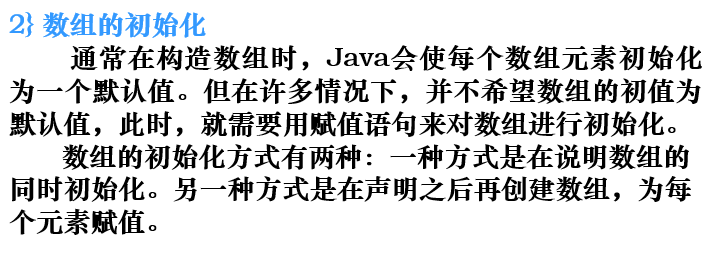 2} 数组的初始化
通常在构造数组时，Java会使每个数组元素初始化
为一个默认值。但在许多情况下，并不希望数组的初值为
默认值，此时，就需要用赋值语句来对数组进行初始化。
数组的初始化方式有两种：一种方式是在说明数组的
同时初始化。另一种方式是在声明之后再创建数组，为每
个元素赋值。